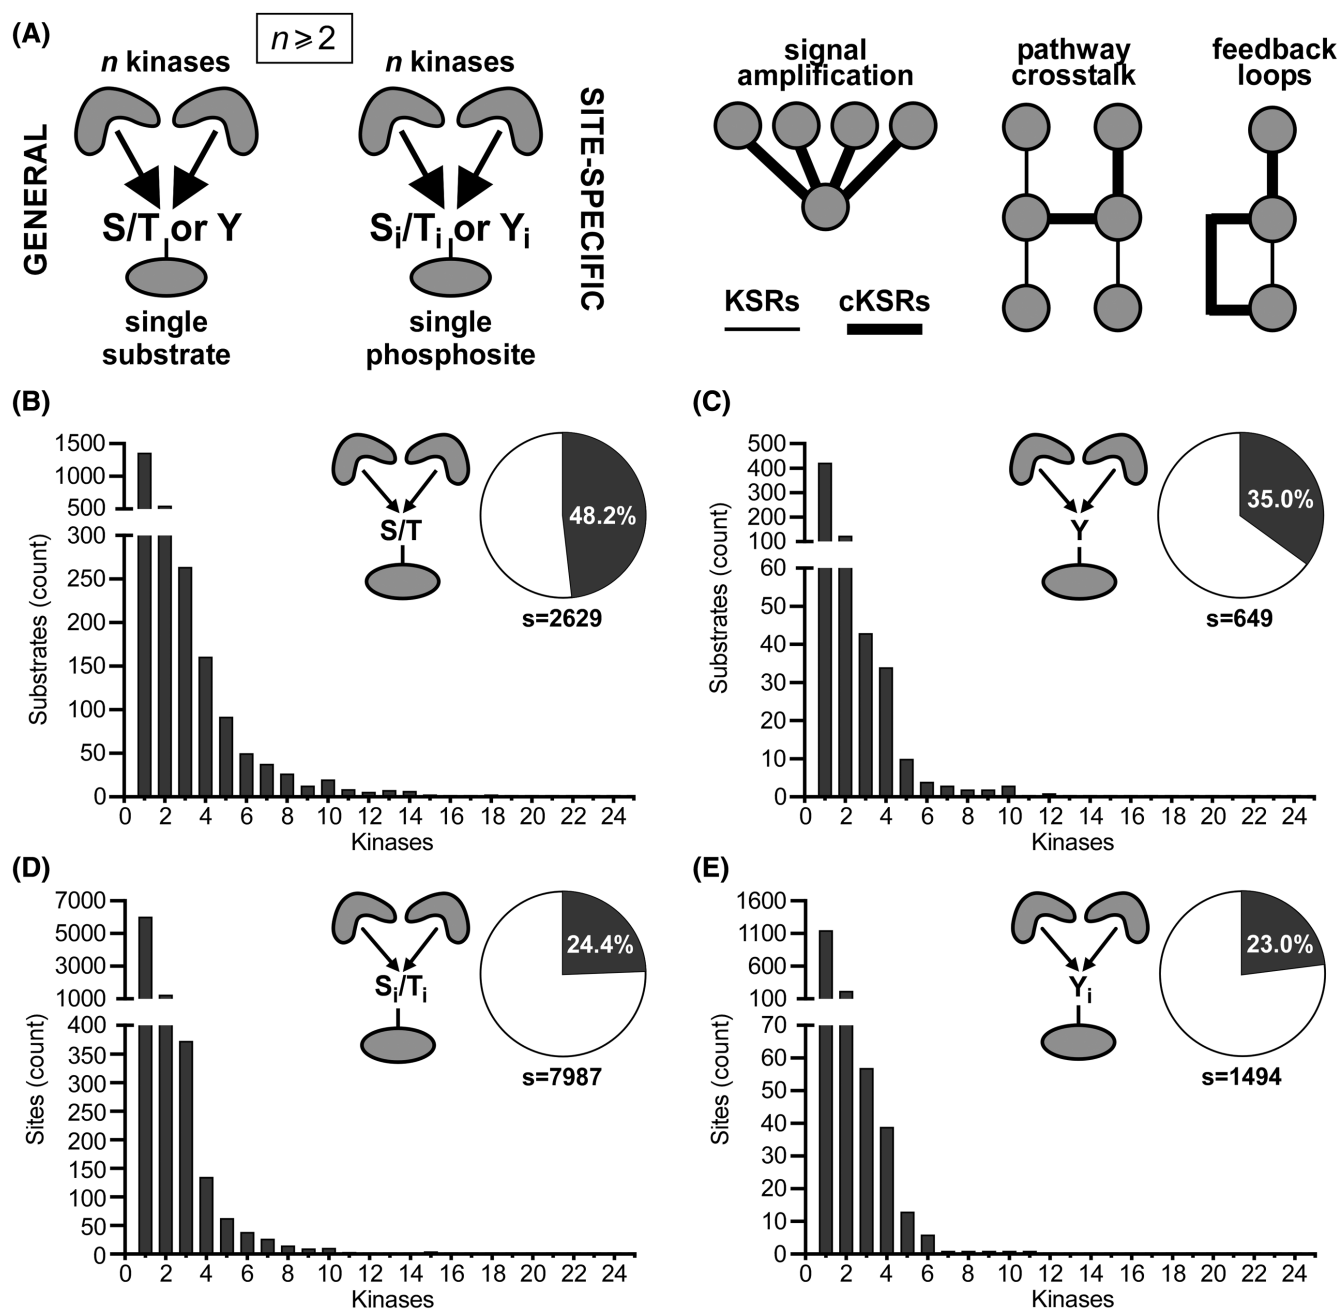 (A)
n ⩾ 2
n kinases
n kinases
GENERAL
S/T or Y
Si/Ti or Yi
SITE-SPECIFIC
single
substrate
single
phosphosite
signal
amplification
pathway
crosstalk
feedback
loops
KSRs
cKSRs
(B)
Substrates (count)
1500
1000
500
300
250
200
150
100
50
0
0 2 4 6 8 10 12 14 16 18 20 22 24
Kinases
S/T
48.2%
s=2629
(C)
Substrates (count)
500
400
300
200
100
60
50
40
30
20
10
0
0 2 4 6 8 10 12 14 16 18 20 22 24
Kinases
Y
35.0%
s=649
(D)
Sites (count)
7000
5000
3000
1000
400
350
300
250
200
150
100
50
0
0 2 4 6 8 10 12 14 16 18 20 22 24
Kinases
Si/Ti
24.4%
s=7987
(E)
Sites (count)
1600
1100
600
100
70
60
50
40
30
20
10
0
0 2 4 6 8 10 12 14 16 18 20 22 24
Kinases
Yi
23.0%
s=1494